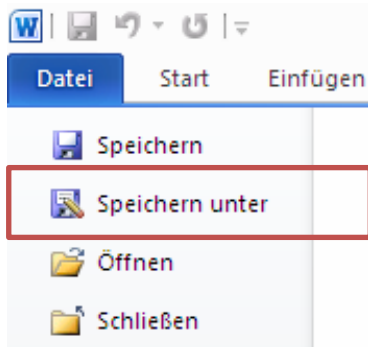 W
Datei Start Einfügen
Speichern
Speichern unter
Öffnen
Schließen